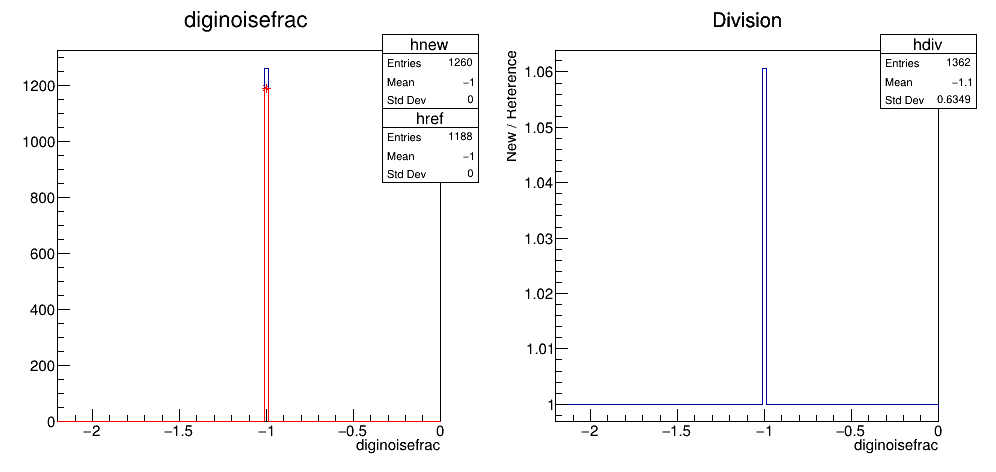 diginoisefrac
hnew
Entries 1260
Mean −1
Std Dev 0
href
Entries 1188
Mean −1
Std Dev 0
1200
1000
800
600
400
200
0
−2 −1.5 −1 −0.5 0
diginoisefrac
Division
hdiv
Entries 1362
Mean −1.1
Std Dev 0.6349
New / Reference
1.06
1.05
1.04
1.03
1.02
1.01
1
−2 −1.5 −1 −0.5 0
diginoisefrac